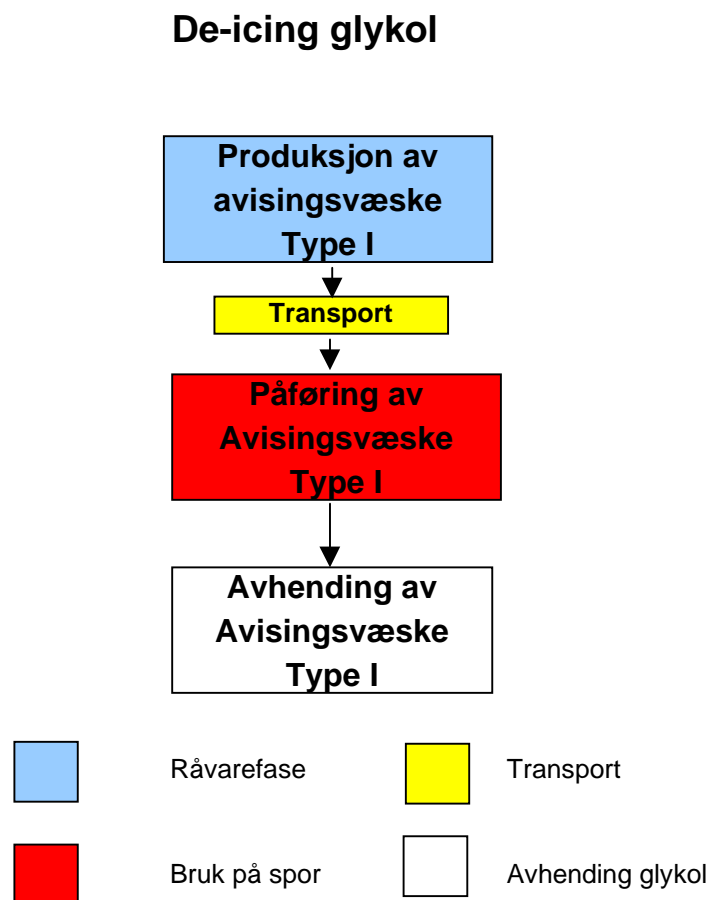 De-icing glykol
Produksjon av
avisingsvæske
Type I
Transport
Påføring av
Avisingsvæske
Type I
Avhending av
Avisingsvæske
Type I
Råvarefase
Transport
Bruk på spor
Avhending glykol